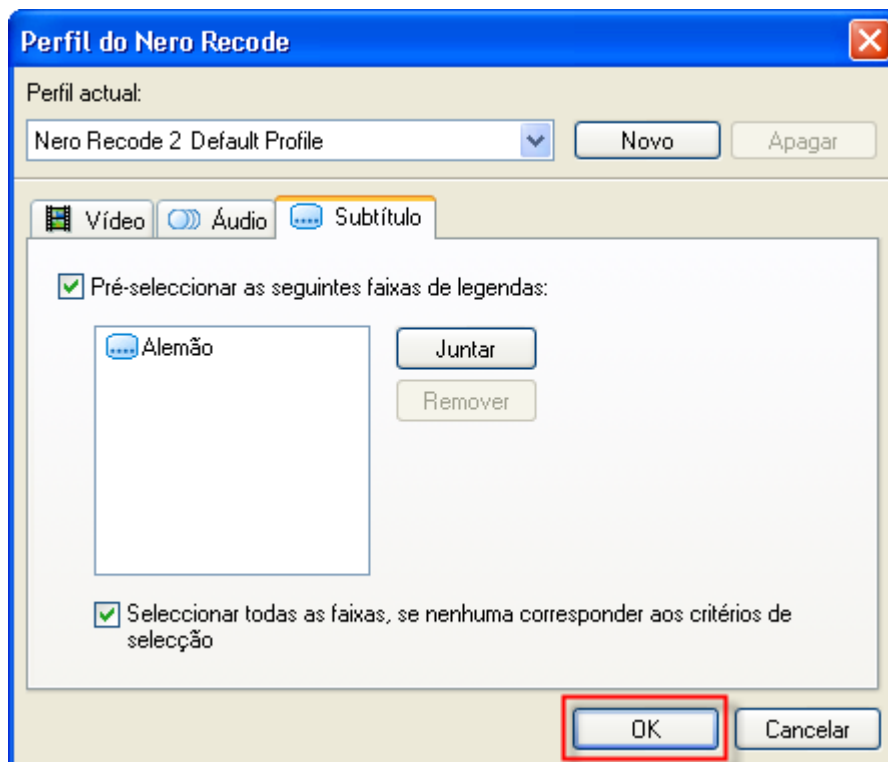 Perfil do Nero Recode
Perfil actual:
Nero Recode 2 Default Profile
Novo
Apagar
Vídeo
Áudio
Subtítulo
Pré-seleccionar as seguintes faixas de legendas:
Alemão
Juntar
Remover
Seleccionar todas as faixas, se nenhuma corresponder aos critérios de
selecção
OK
Cancelar